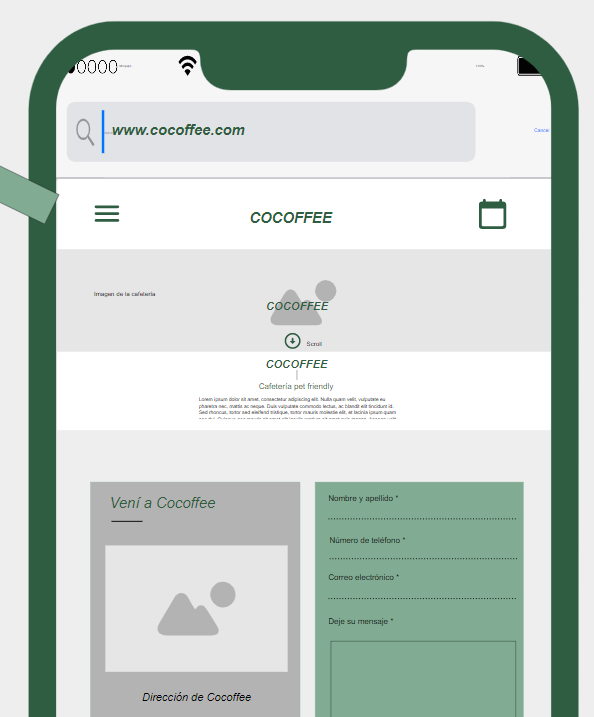 www.cocoffee.com
Cancel
COCOFFEE
Imagen de la cafetería
COCOFFEE
Scroll
COCOFFEE
Cafetería pet friendly
Lorem ipsum dolor sit amet, consectetur adipiscing elit. Nulla quam velit, vulputate eu
pharetra nec, mattis ac neque. Duis vulputate commodo lectus, ac blandit elit tincidunt id.
Sed rhoncus, tortor sed eleifend tristique, tortor mauris molestie elit, et lacinia ipsum quam
Vení a Cocoffee
Dirección de Cocoffee
Nombre y apellido *
Número de teléfono *
Correo electrónico *
Deje su mensaje *